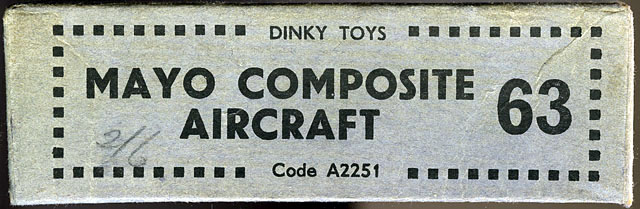 DINKY TOYS
MAYO COMPOSITE
AIRCRAFT
63
2/6
Code A2251